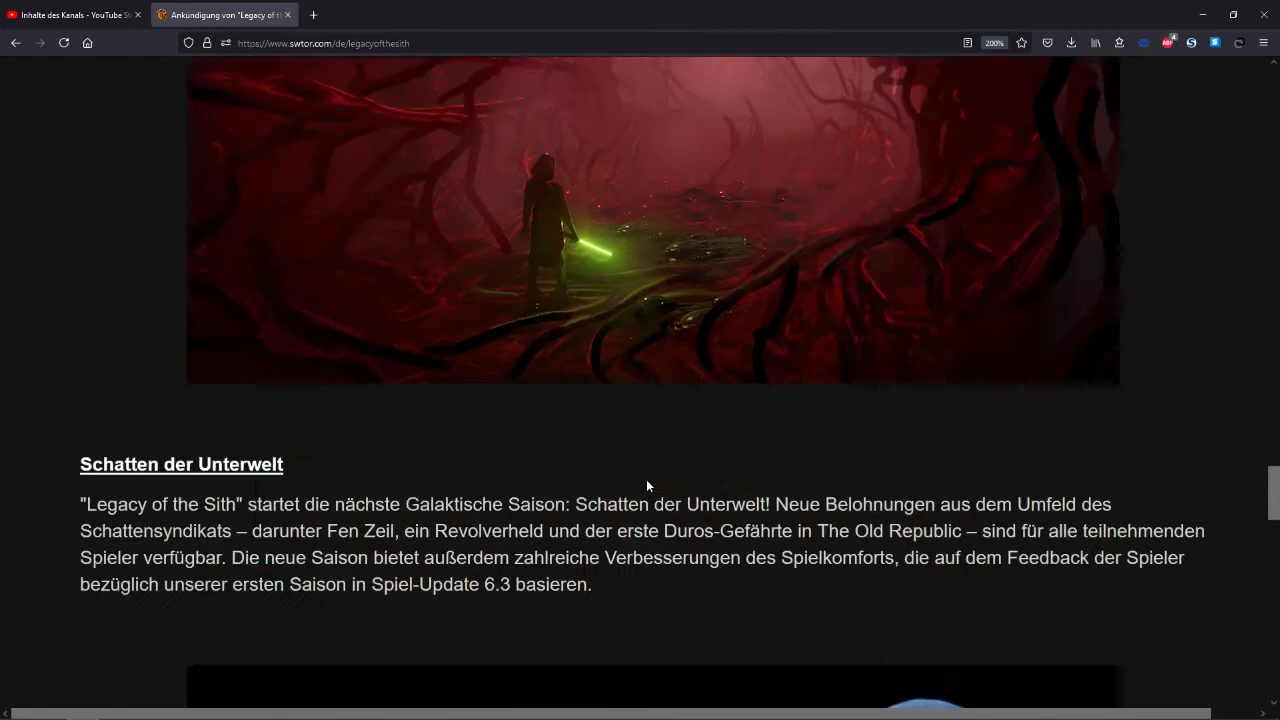 Inhalte des Kanals - YouTube St
Ankündigung von "Legacy of th
https://www.swtor.com/de/legacyofthesith
200%
4
ABP
Schatten der Unterwelt
"Legacy of the Sith" startet die nächste Galaktische Saison: Schatten der Unterwelt! Neue Belohnungen aus dem Umfeld des
Schattensyndikats – darunter Fen Zeil, ein Revolverheld und der erste Duros-Gefährte in The Old Republic – sind für alle teilnehmenden
Spieler verfügbar. Die neue Saison bietet außerdem zahlreiche Verbesserungen des Spielkomforts, die auf dem Feedback der Spieler
bezüglich unserer ersten Saison in Spiel-Update 6.3 basieren.